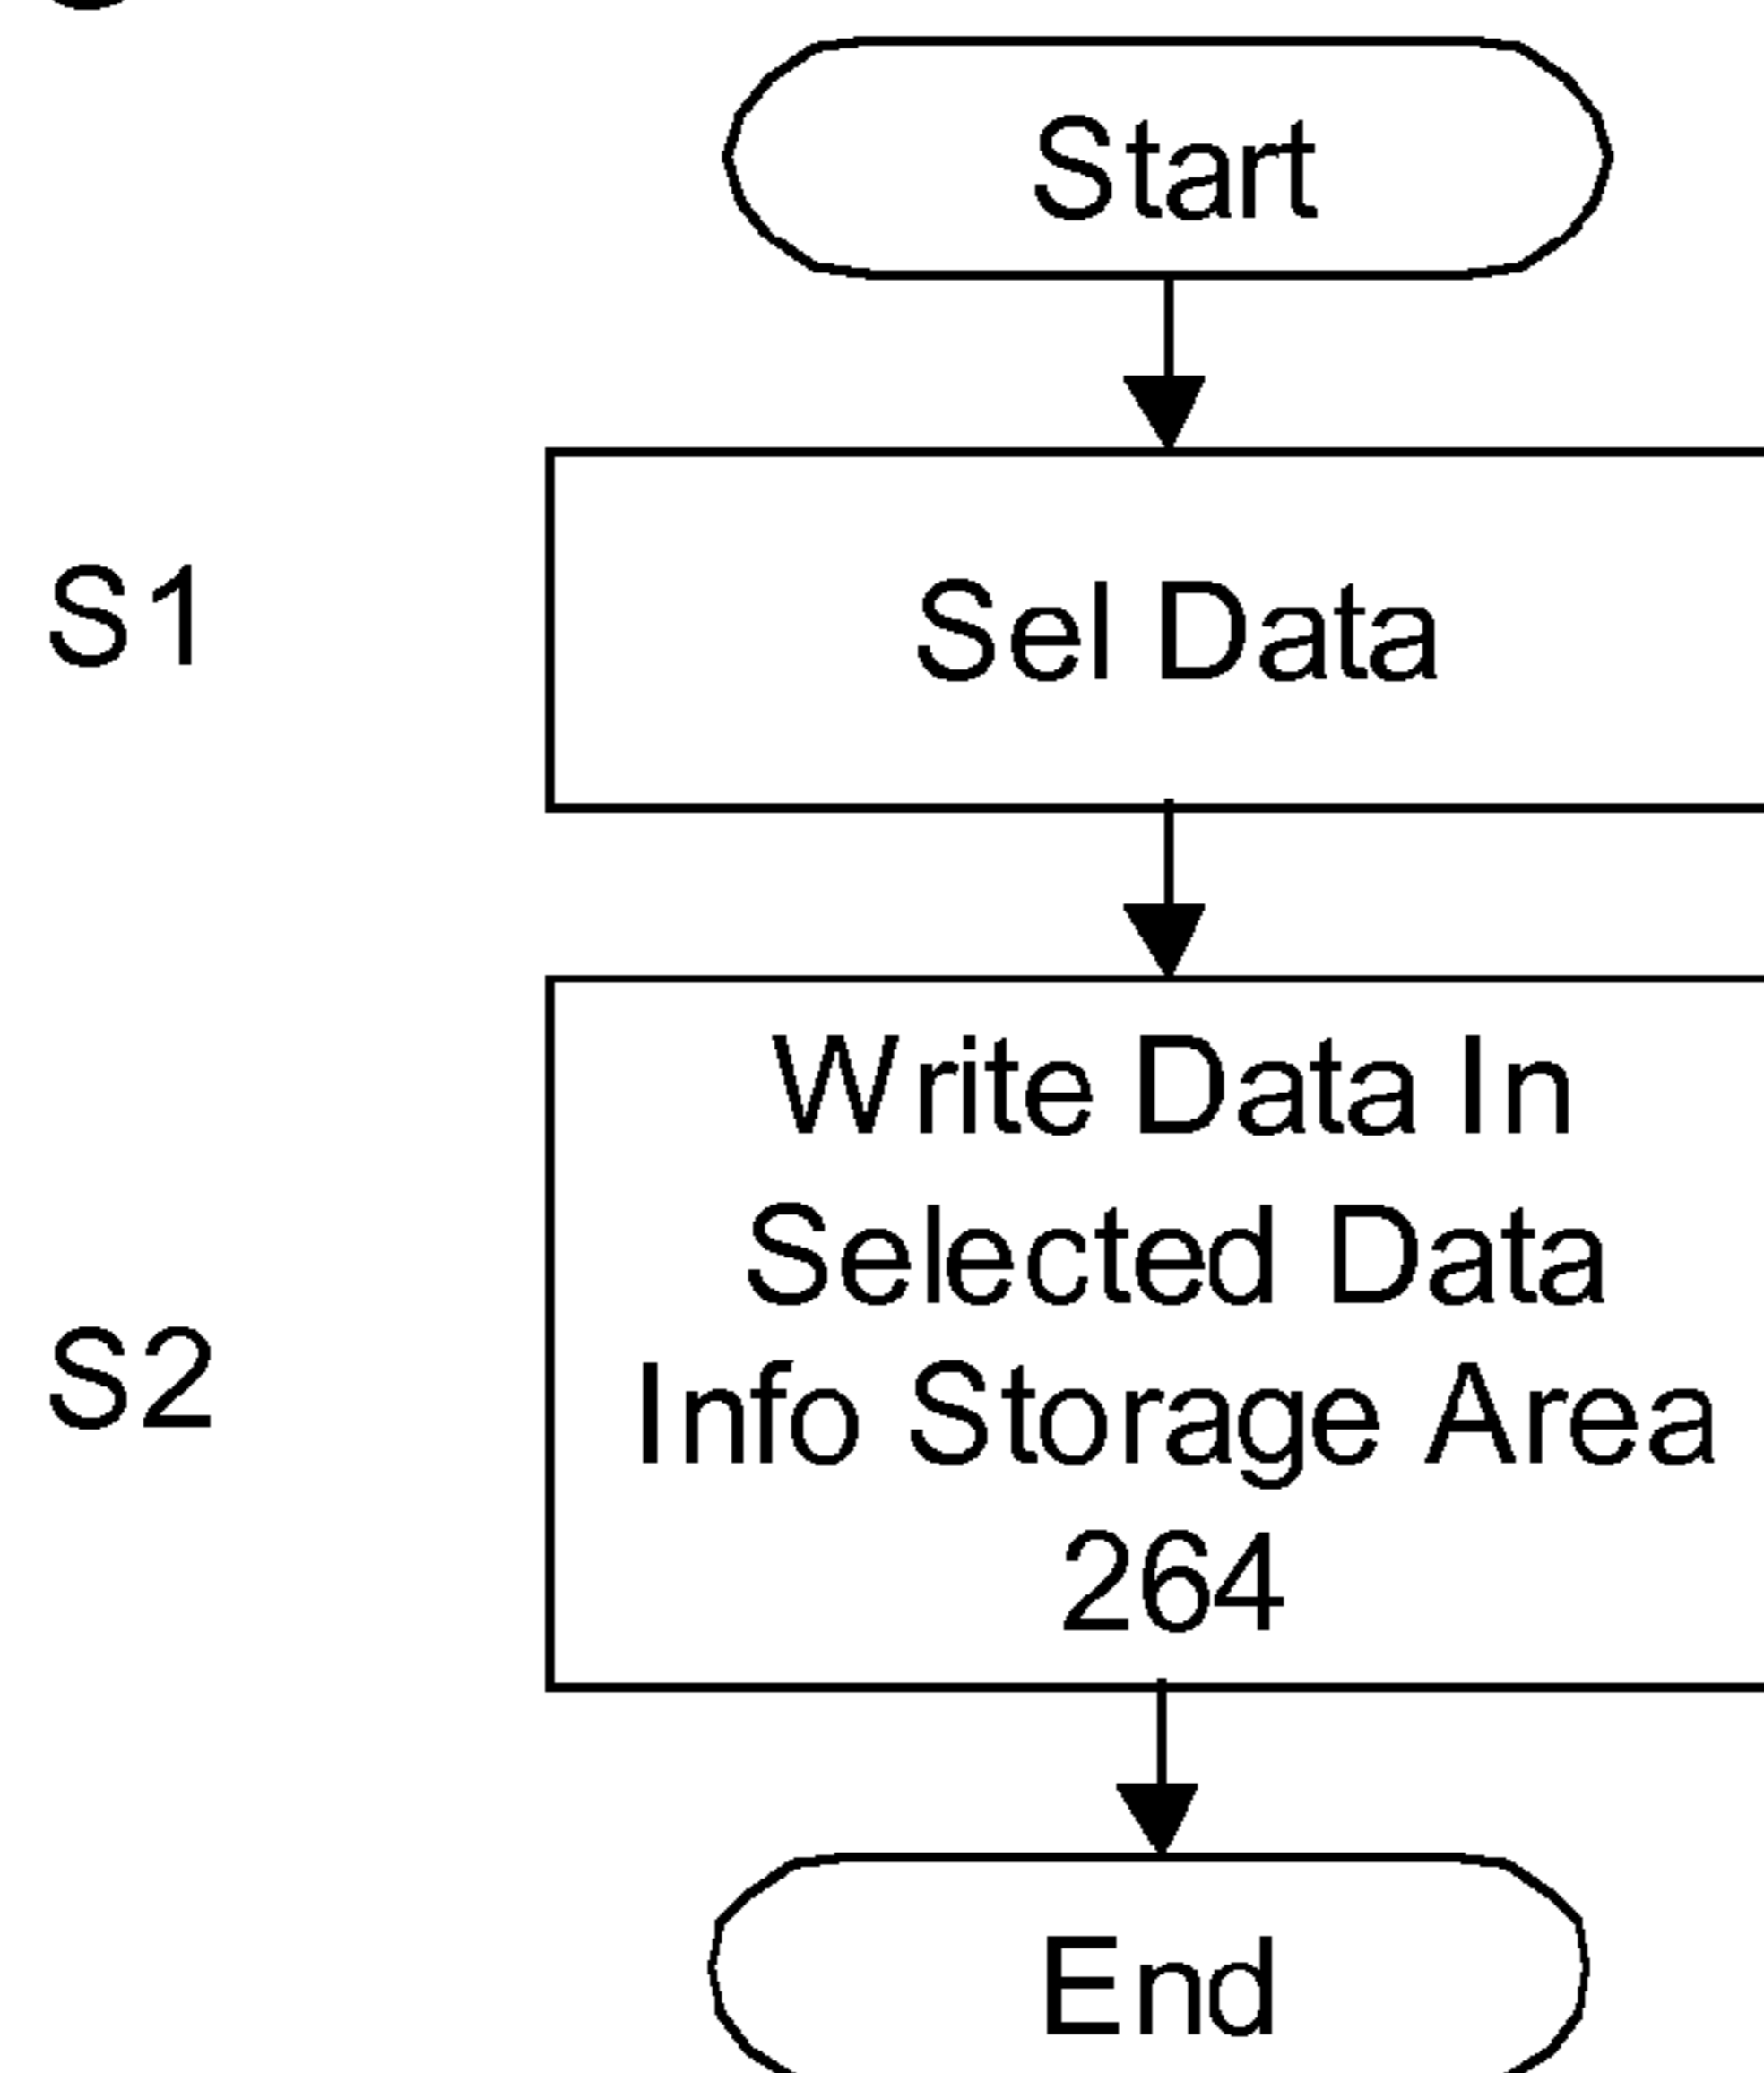 Start
S1
Sel Data
Write Data In
Selected Data
Info Storage Area
264
S2
End